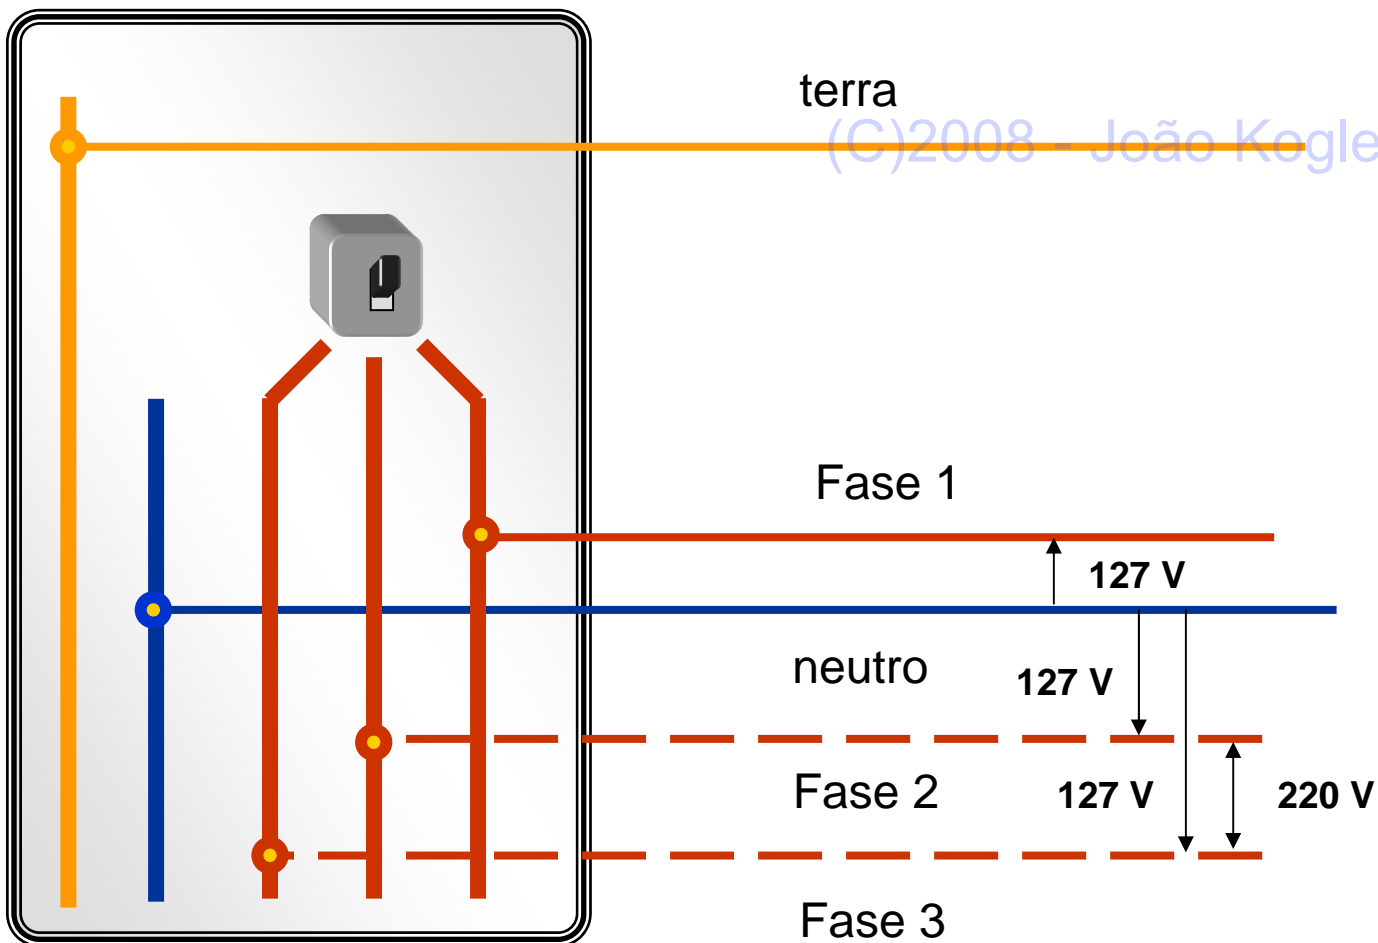 terra
(C)2008 - João Kogle
Fase 1
127 V
neutro
127 V
Fase 2
127 V
220 V
Fase 3